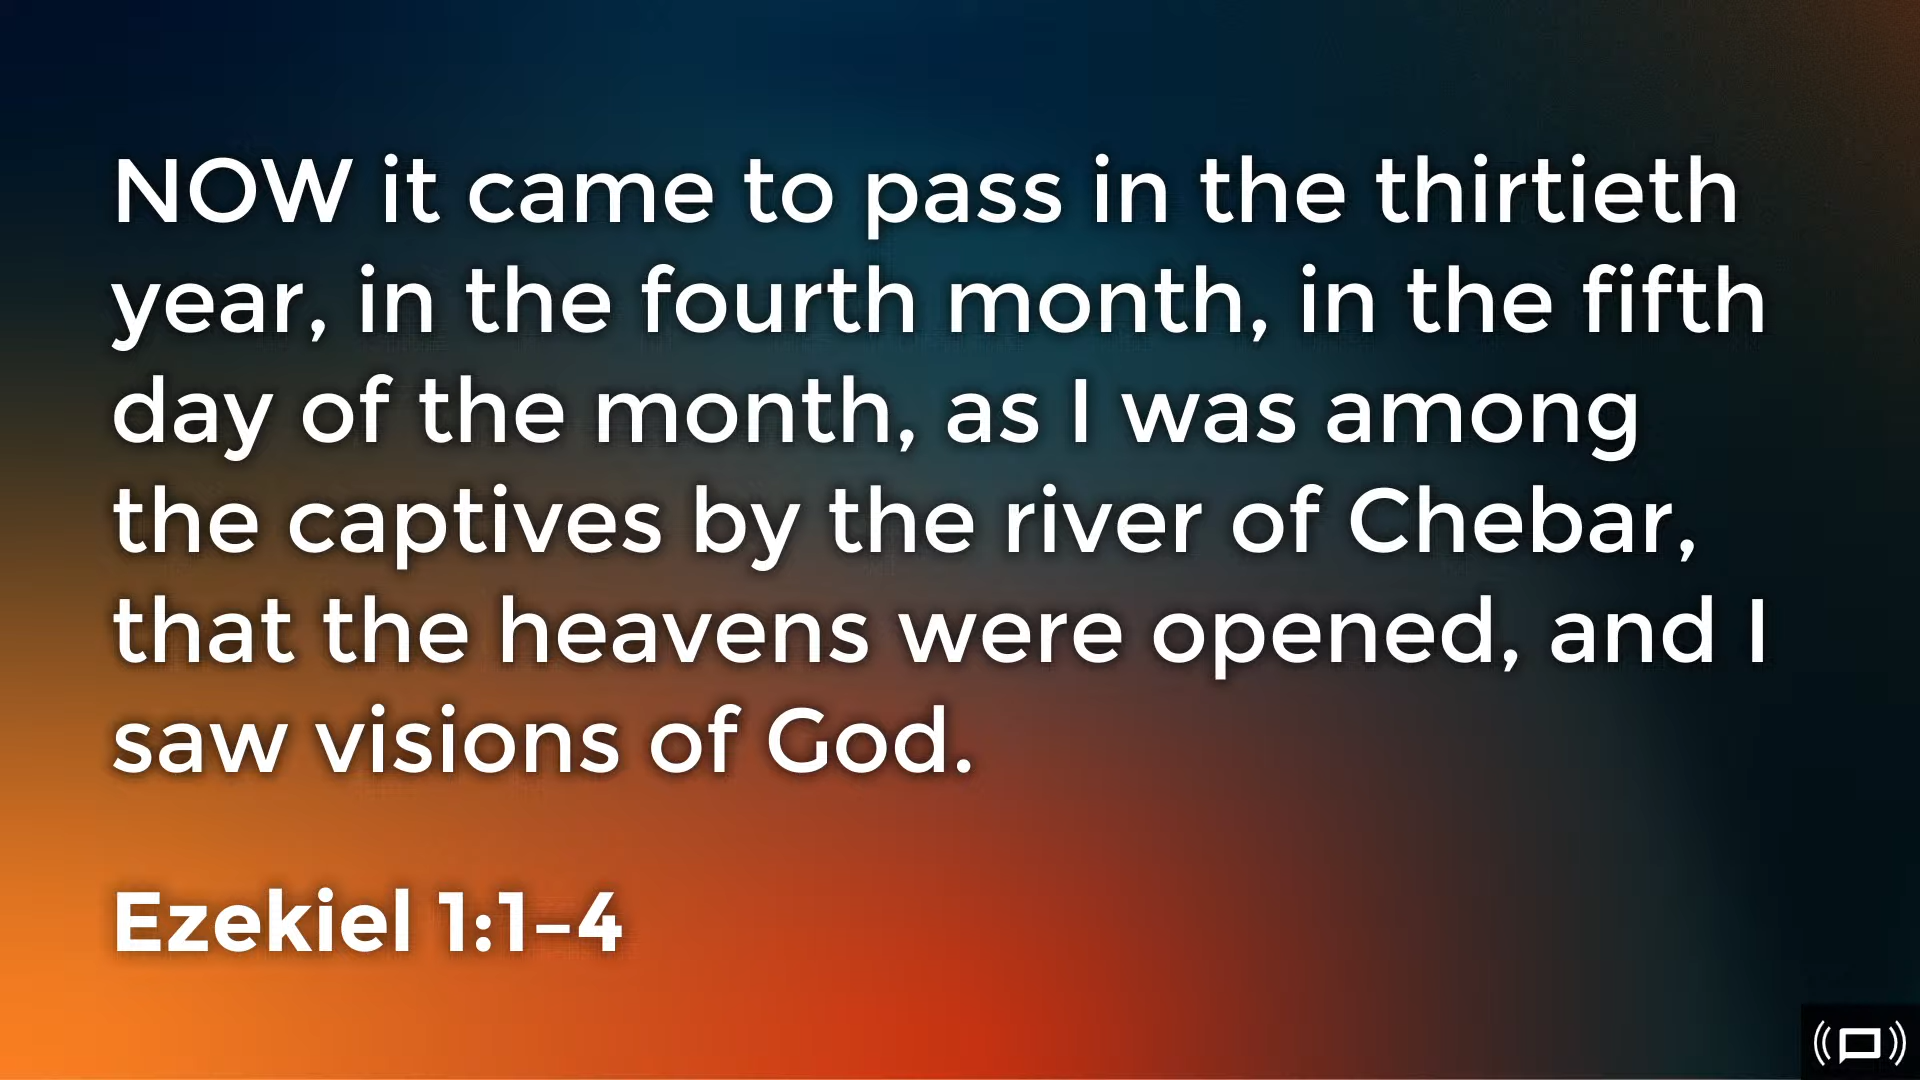 NOW it came to pass in the thirtieth
year, in the fourth month, in the fifth
day of the month, as I was among
the captives by the river of Chebar,
that the heavens were opened, and I
saw visions of God.
Ezekiel 1:1–4